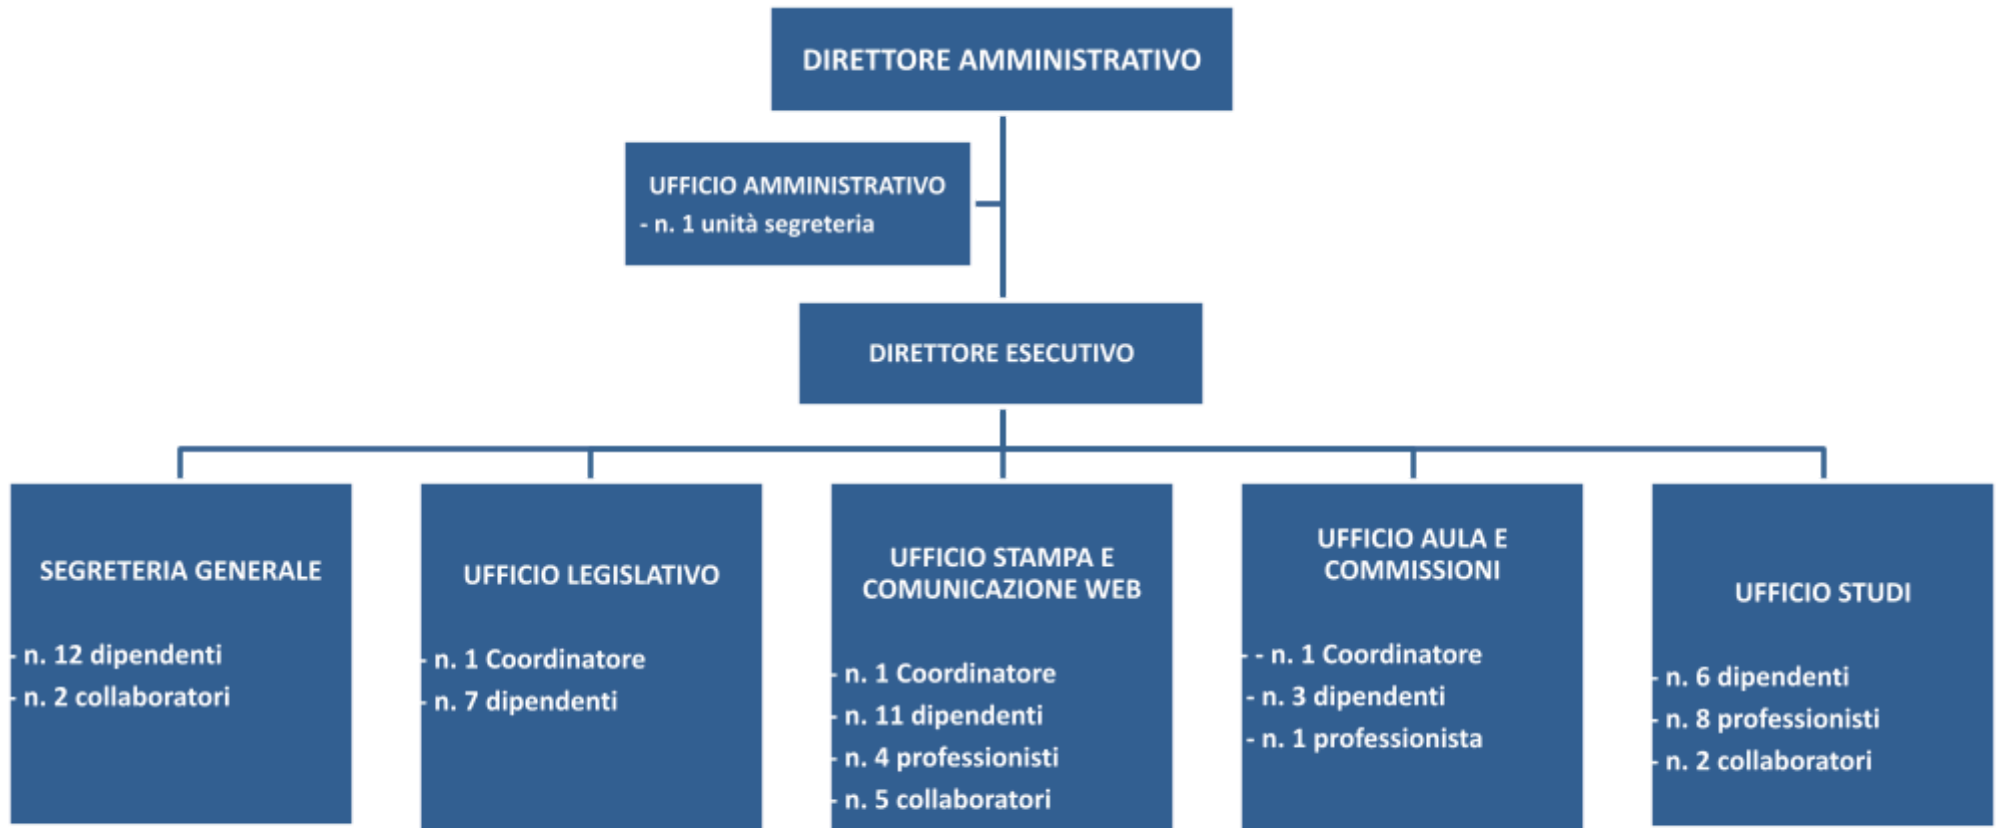 DIRETTORE AMMINISTRATIVO
UFFICIO AMMINISTRATIVO
- n. 1 unità segreteria
DIRETTORE ESECUTIVO
SEGRETERIA GENERALE
- n. 12 dipendenti
- n. 2 collaboratori
UFFICIO LEGISLATIVO
- n. 1 Coordinatore
- n. 7 dipendenti
UFFICIO STAMPA E
COMUNICAZIONE WEB
- n. 1 Coordinatore
- n. 11 dipendenti
- n. 4 professionisti
- n. 5 collaboratori
UFFICIO AULA E
COMMISSIONI
- - n. 1 Coordinatore
- n. 3 dipendenti
- n. 1 professionista
UFFICIO STUDI
- n. 6 dipendenti
- n. 8 professionisti
- n. 2 collaboratori